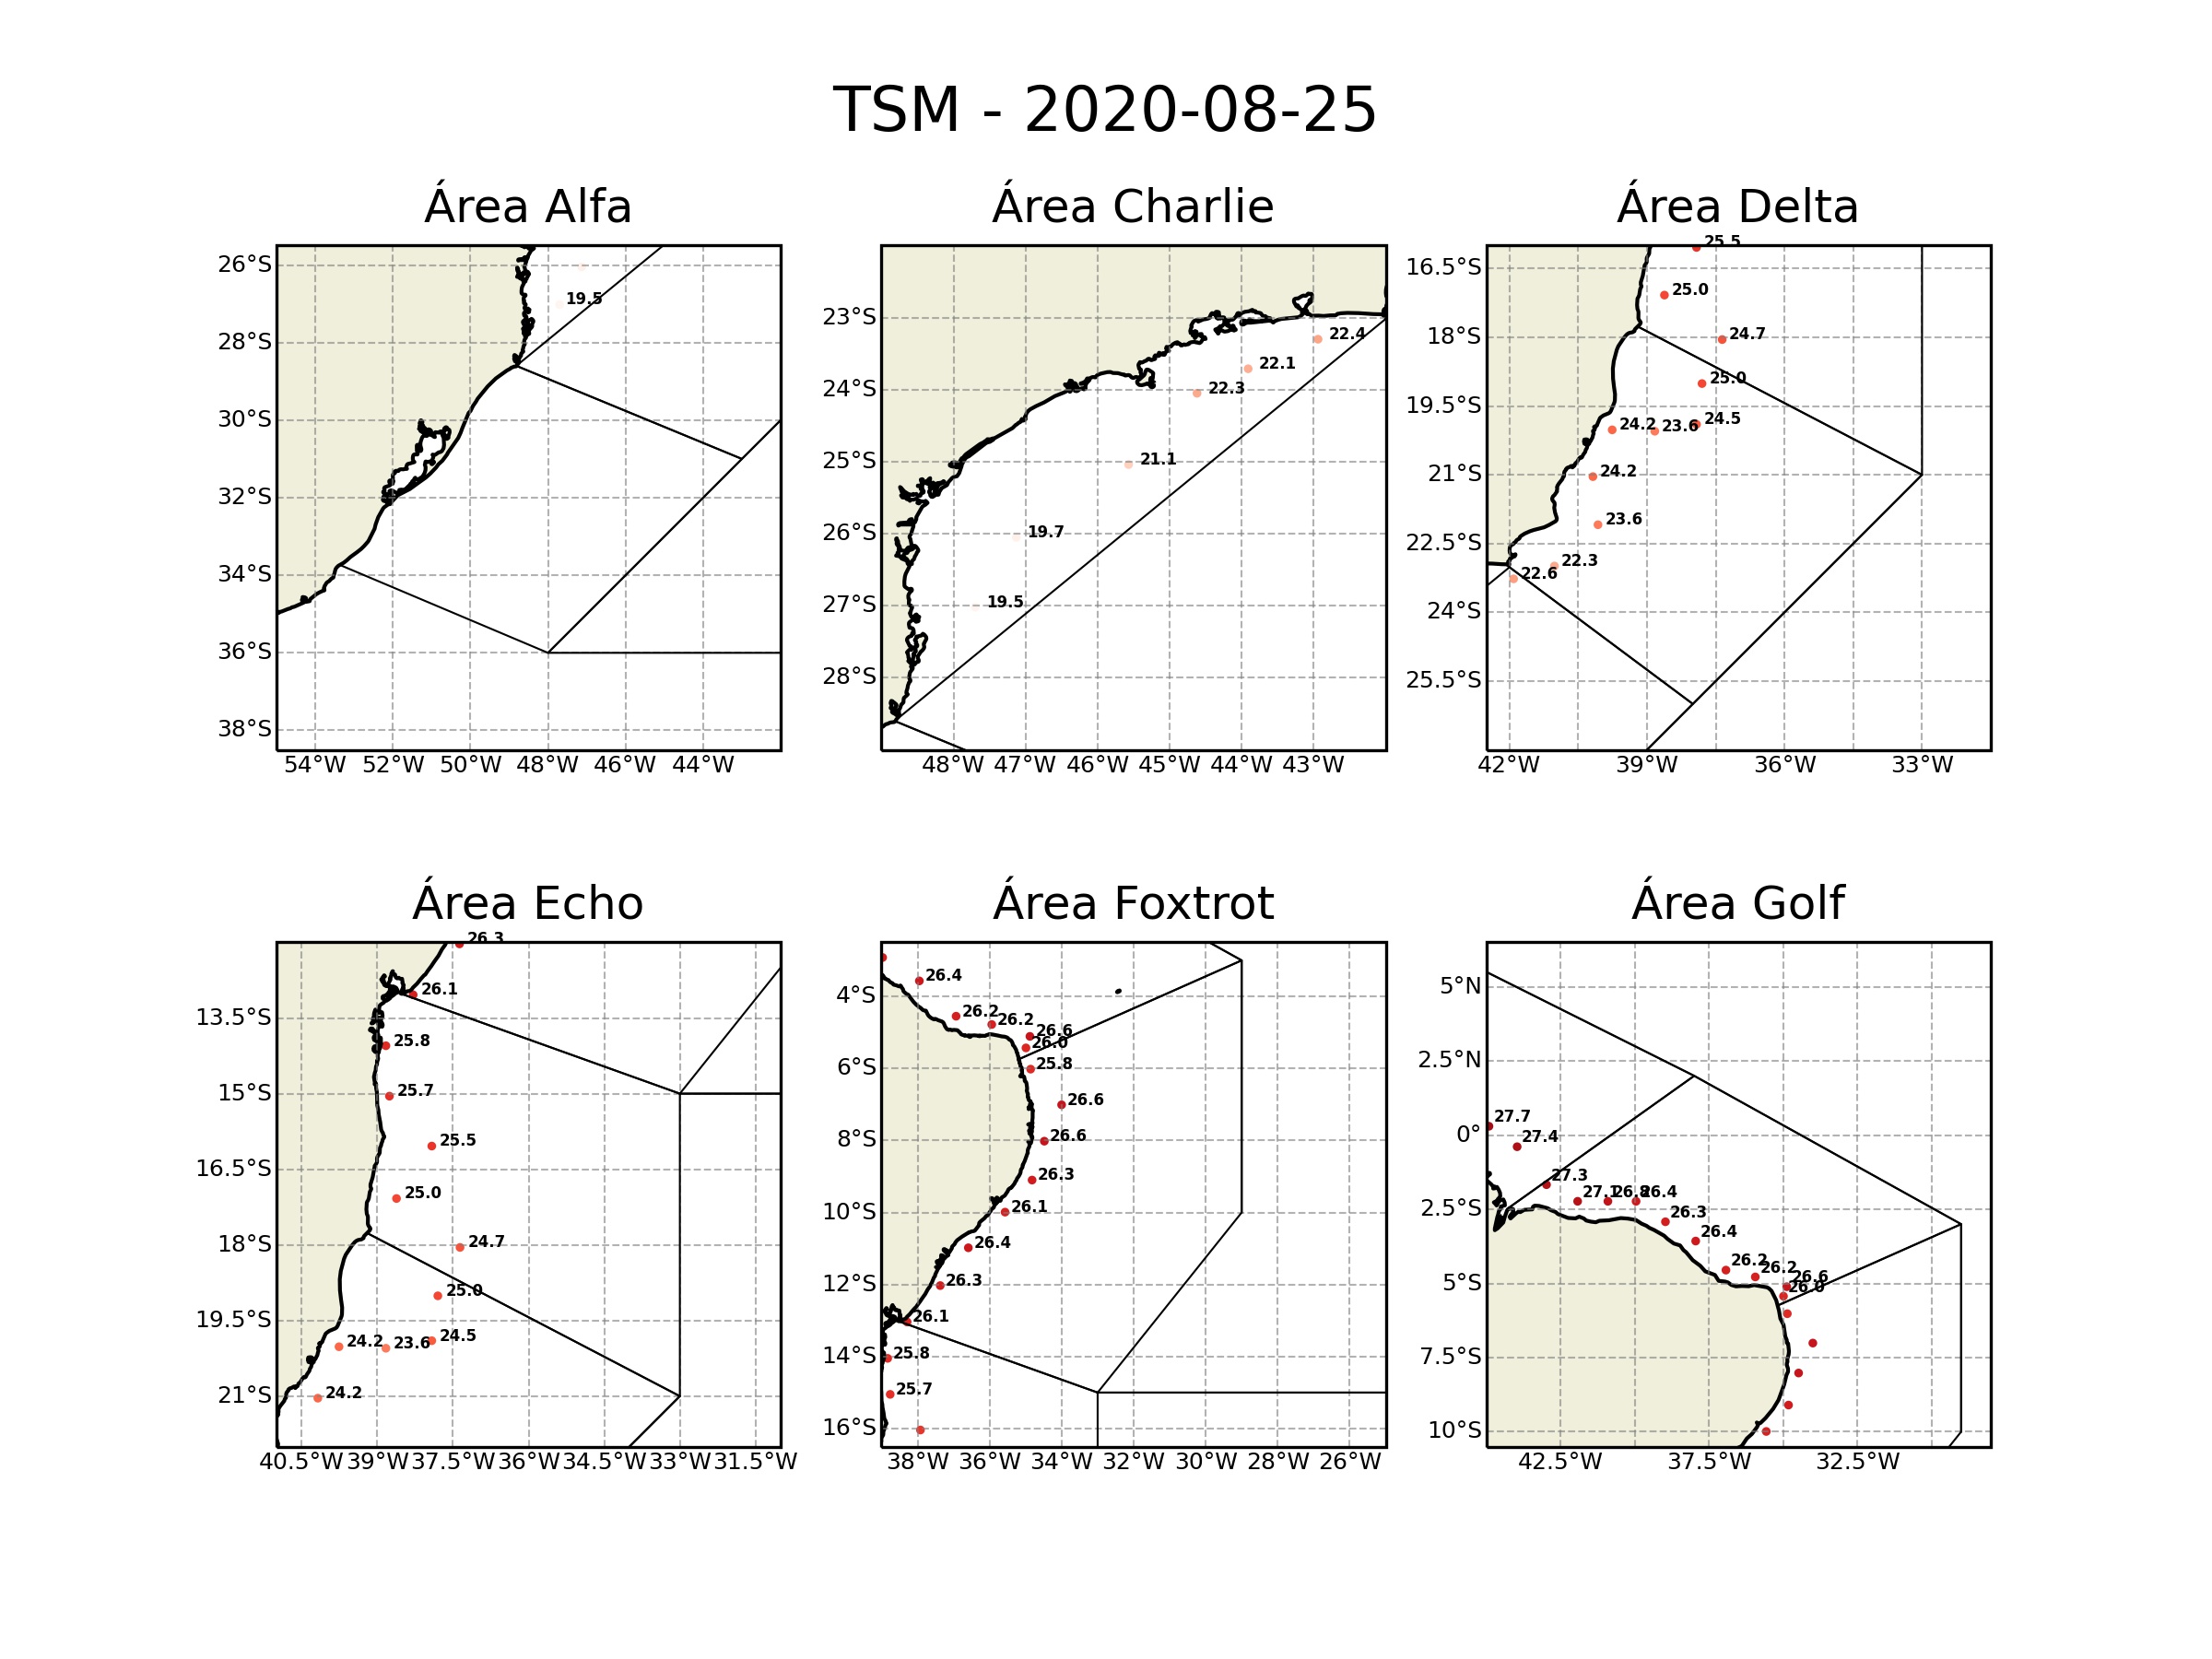 TSM - 2020-08-25
Área Alfa
26°S
28°S
30°S
32°S
34°S
36°S
38°S
54°W 52°W 50°W 48°W 46°W 44°W
19.5
Área Charlie
23°S
24°S
25°S
26°S
27°S
28°S
48°W 47°W 46°W 45°W 44°W 43°W
22.4
22.1
22.3
21.1
19.7
19.5
Área Delta
16.5°S
18°S
19.5°S
21°S
22.5°S
24°S
25.5°S
42°W 39°W 36°W 33°W
25.5
25.0
24.7
25.0
24.2 23.6 24.5
24.2
23.6
22.3
22.6
Área Echo
13.5°S
15°S
16.5°S
18°S
19.5°S
21°S
40.5°W 39°W 37.5°W 36°W 34.5°W 33°W 31.5°W
26.3
26.1
25.8
25.7
25.5
25.0
24.7
25.0
24.2 23.6 24.5
24.2
Área Foxtrot
4°S
6°S
8°S
10°S
12°S
14°S
16°S
38°W 36°W 34°W 32°W 30°W 28°W 26°W
26.4
26.2 26.2
26.6
26.0
25.8
26.6
26.6
26.3
26.1
26.4
26.3
26.1
25.8
25.7
Área Golf
5°N
2.5°N
0°
2.5°S
5°S
7.5°S
10°S
42.5°W 37.5°W 32.5°W
27.7
27.4
27.3
27.1 26.8 26.4
26.3
26.4
26.2 26.2
26.6
26.0